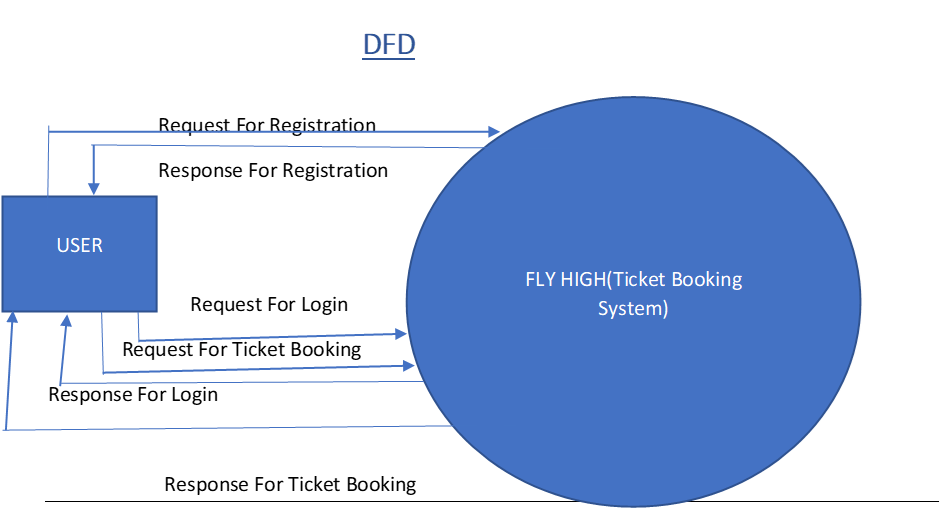 DFD
Request For Registration
Response For Registration
USER
FLY HIGH(Ticket Booking
System)
Request For Login
Request For Ticket Booking
Response For Login
Response For Ticket Booking